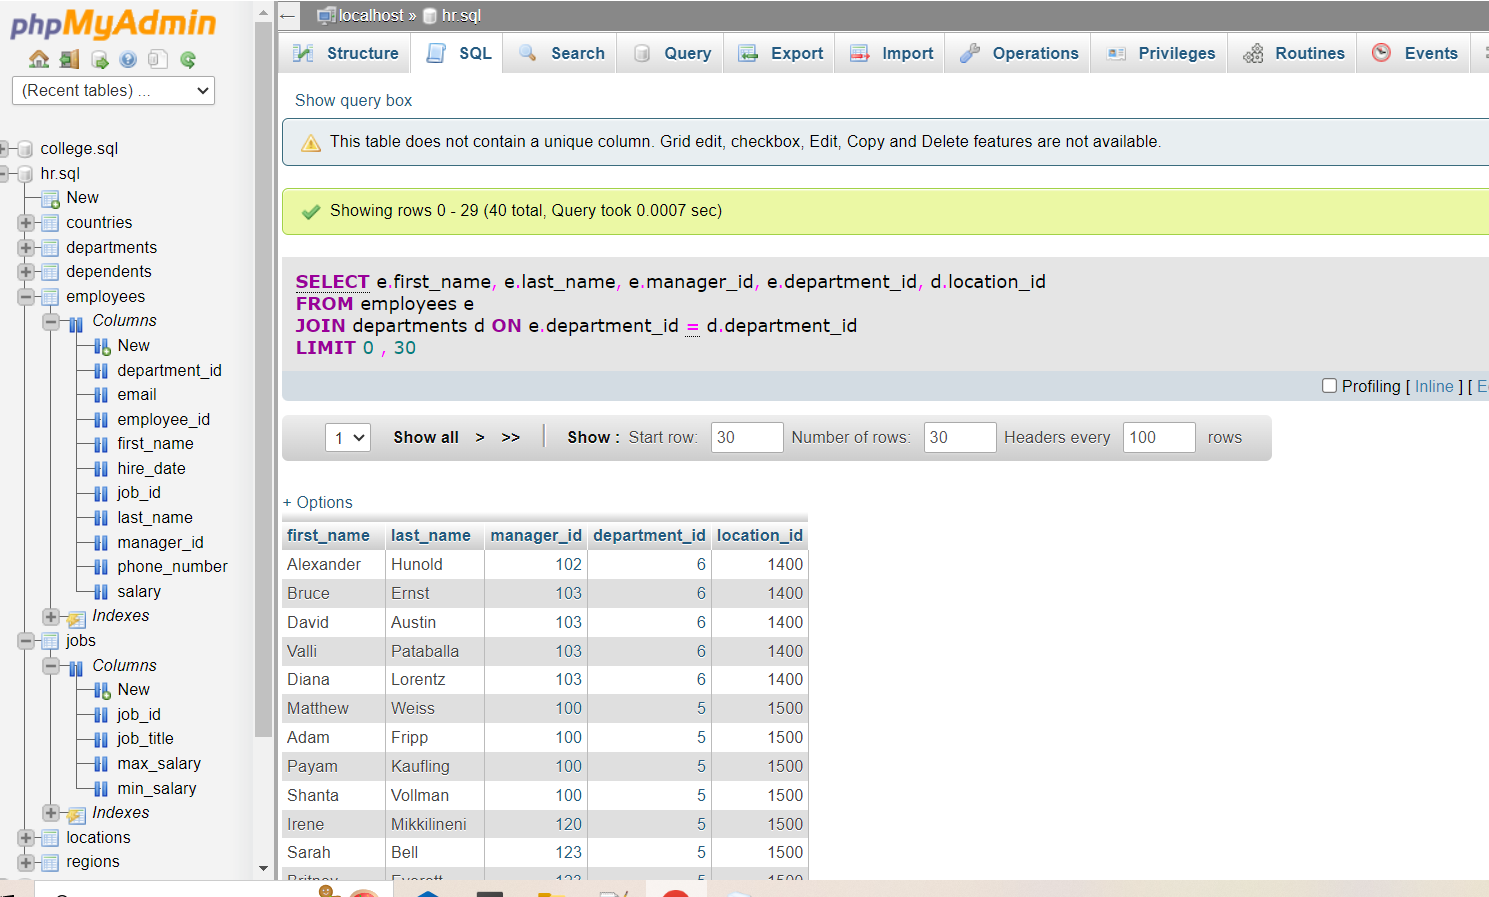 phpMyAdmin
(Recent tables) ...
college.sql
hr.sql
New
countries
departments
dependents
employees
Columns
New
department_id
email
employee_id
first_name
hire_date
job_id
last_name
manager_id
phone_number
salary
Indexes
jobs
Columns
New
job_id
job_title
max_salary
min_salary
Indexes
locations
regions
← localhost » hr.sql
Structure SQL Search Query Export Import Operations Privileges Routines Events
Show query box
This table does not contain a unique column. Grid edit, checkbox, Edit, Copy and Delete features are not available.
Showing rows 0 - 29 (40 total, Query took 0.0007 sec)
SELECT e.first_name, e.last_name, e.manager_id, e.department_id, d.location_id
FROM employees e
JOIN departments d ON e.department_id = d.department_id
LIMIT 0 , 30
Profiling [ Inline ] [
1 Show all > >> Show : Start row: 30 Number of rows: 30 Headers every 100 rows
+ Options
first_name last_name manager_id department_id location_id
Alexander Hunold 102 6 1400
Bruce Ernst 103 6 1400
David Austin 103 6 1400
Valli Pataballa 103 6 1400
Diana Lorentz 103 6 1400
Matthew Weiss 100 5 1500
Adam Fripp 100 5 1500
Payam Kaufling 100 5 1500
Shanta Vollman 100 5 1500
Irene Mikkilineni 120 5 1500
Sarah Bell 123 5 1500